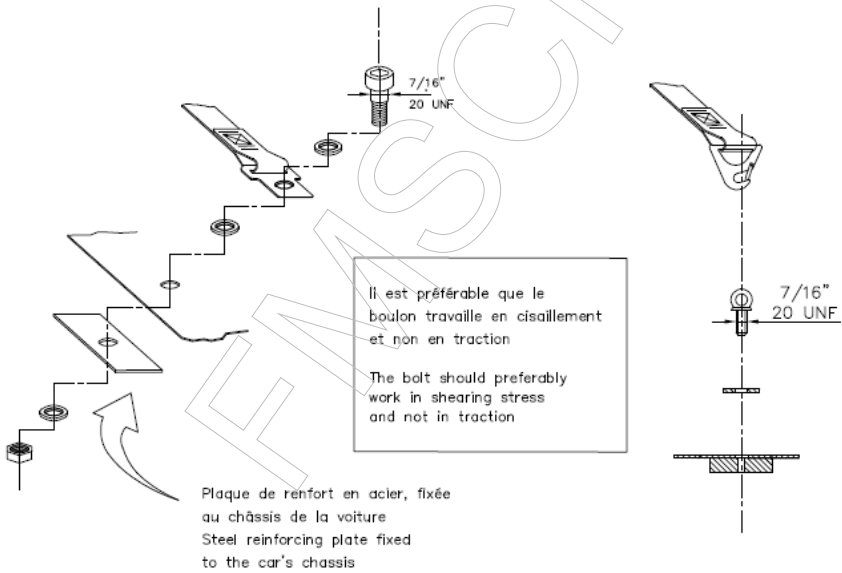 7/16"
20 UNF
Il est préférable que le
boulon travaille en cisaillement
et non en traction
The bolt should preferably
work in shearing stress
and not in traction
7/16"
20 UNF
Plaque de renfort en acier, fixée
au châssis de la voiture
Steel reinforcing plate fixed
to the car's chassis
FMSCI